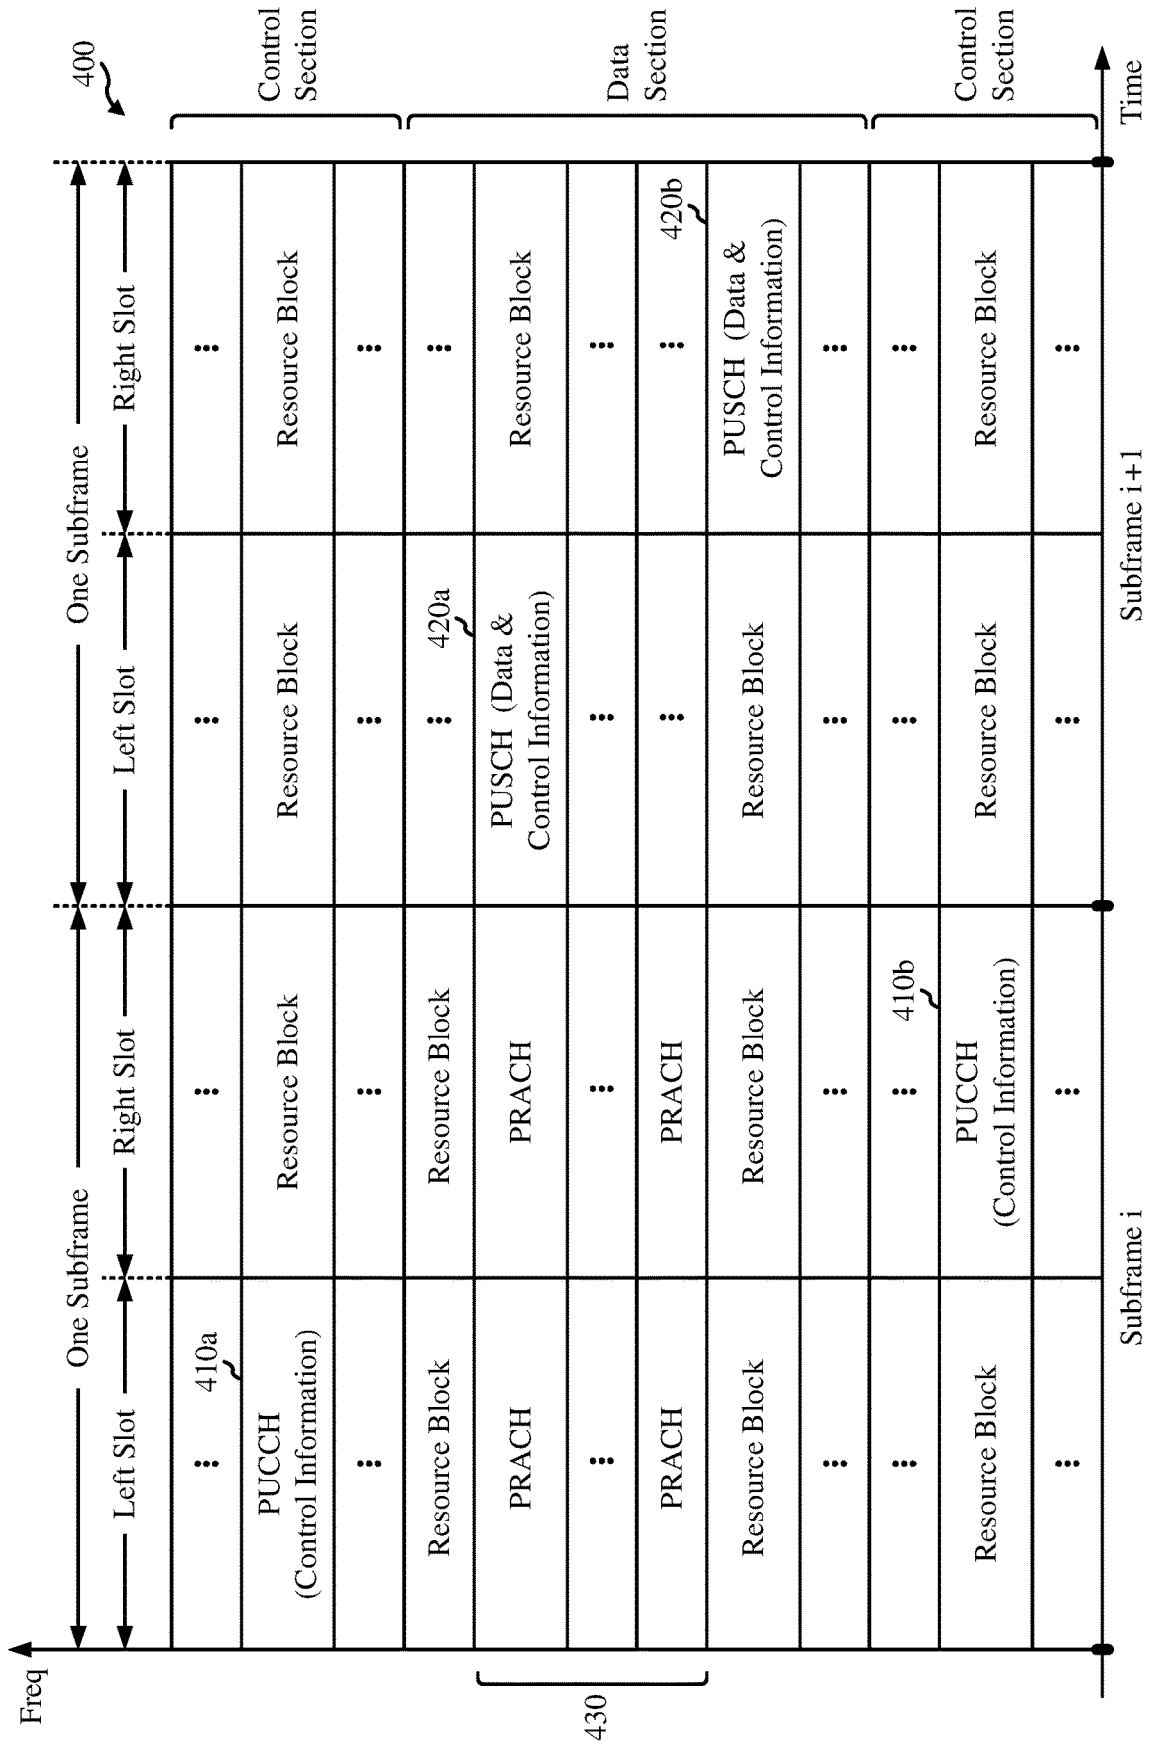 Freq
One Subframe
One Subframe
400
Left Slot
Right Slot
Left Slot
Right Slot
...
410a
...
...
...
PUCCH
(Control Information)
Resource Block
Resource Block
Resource Block
Control
Section
...
...
...
...
Resource Block
Resource Block
...
420a
...
PRACH
PRACH
PUSCH (Data &
Control Information)
Resource Block
430
...
...
...
...
Data
Section
PRACH
PRACH
...
...
420b
Resource Block
Resource Block
Resource Block
PUSCH (Data &
Control Information)
...
...
...
...
...
...
410b
...
...
Resource Block
PUCCH
(Control Information)
Resource Block
Resource Block
Control
Section
...
...
...
...
Subframe i
Subframe i+1
Time